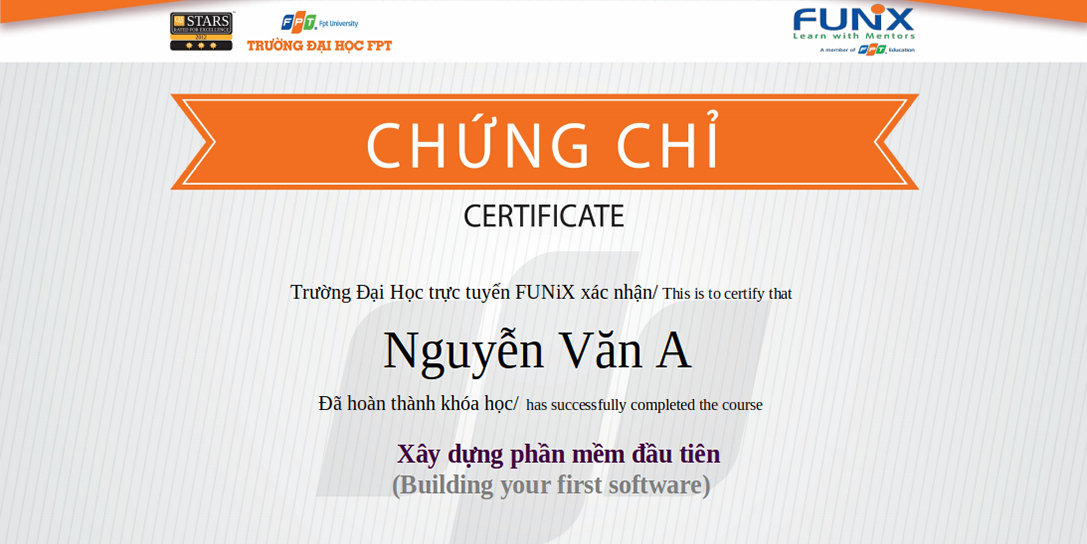 QS STARS
RATED FOR EXCELLENCE
2012
FPT Fpt University
TRƯỜNG ĐẠI HỌC FPT
FUNiX
Learn with Mentors
A member of FPT Education
CHỨNG CHỈ
CERTIFICATE
Trường Đại Học trực tuyến FUNiX xác nhận/ This is to certify that
Nguyễn Văn A
Đã hoàn thành khóa học/ has successfully completed the course
Xây dựng phần mềm đầu tiên
(Building your first software)